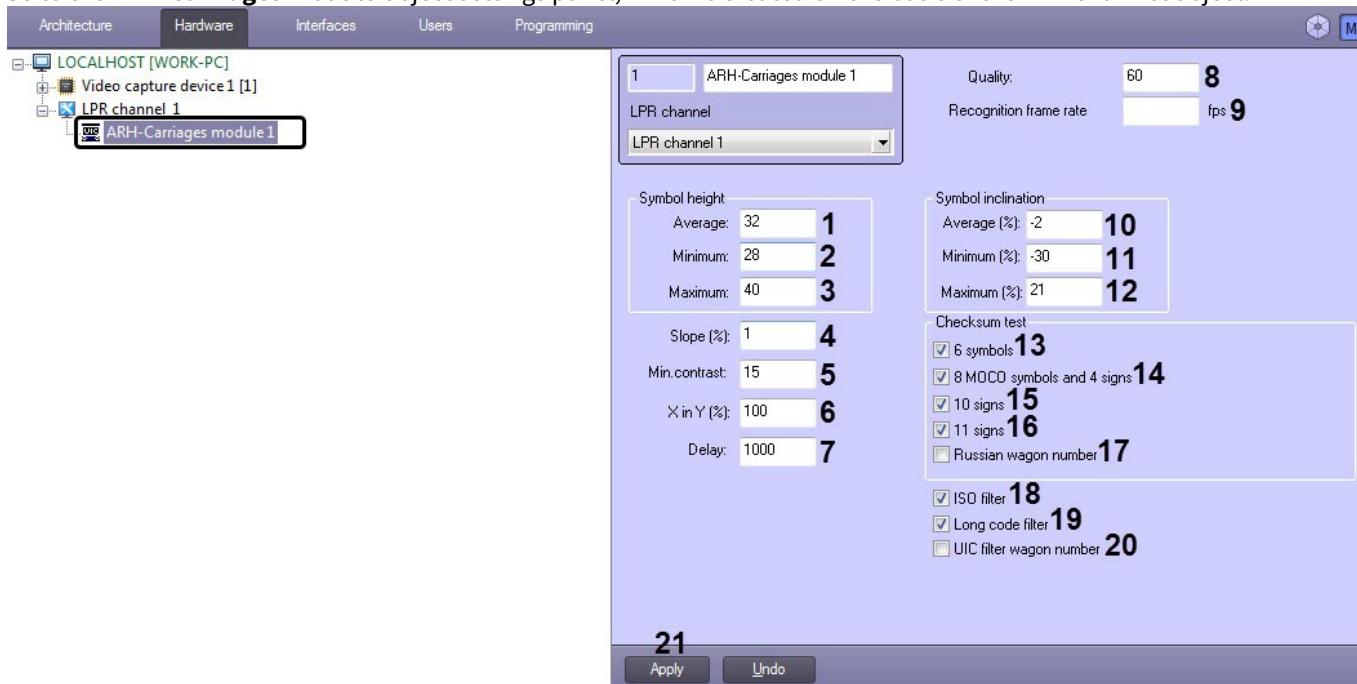 Architecture Hardware Interfaces Users Programming
LOCALHOST [WORK-PC]
Video capture device 1 [1]
LPR channel 1
ARH-Carriages module 1
1 ARH-Carriages module 1
LPR channel
LPR channel 1
Quality: 60 8
Recognition frame rate fps 9
Symbol height
Average: 32 1
Minimum: 28 2
Maximum: 40 3
Slope (%): 1 4
Min.contrast: 15 5
X in Y (%): 100 6
Delay: 1000 7
Symbol inclination
Average (%): -2 10
Minimum (%): -30 11
Maximum (%): 21 12
Checksum test
6 symbols 13
8 MOCO symbols and 4 signs 14
10 signs 15
11 signs 16
Russian wagon number 17
ISO filter 18
Long code filter 19
UIC filter wagon number 20
21
Apply Undo